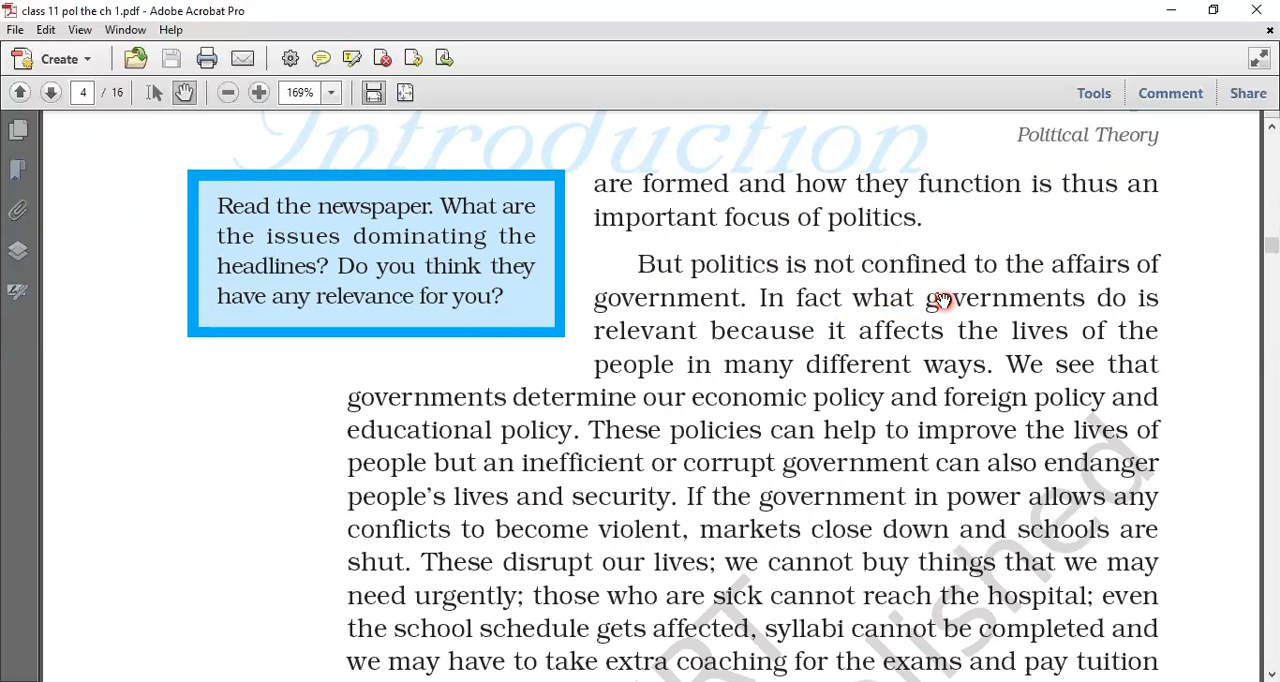 class 11 pol the ch 1.pdf - Adobe Acrobat Pro
File Edit View Window Help
Create
4 / 16 169% Tools Comment Share
Introduction
Political Theory
Read the newspaper. What are
the issues dominating the
headlines? Do you think they
have any relevance for you?
are formed and how they function is thus an
important focus of politics.
But politics is not confined to the affairs of
government. In fact what governments do is
relevant because it affects the lives of the
people in many different ways. We see that
governments determine our economic policy and foreign policy and
educational policy. These policies can help to improve the lives of
people but an inefficient or corrupt government can also endanger
people's lives and security. If the government in power allows any
conflicts to become violent, markets close down and schools are
shut. These disrupt our lives; we cannot buy things that we may
need urgently; those who are sick cannot reach the hospital; even
the school schedule gets affected, syllabi cannot be completed and
we may have to take extra coaching for the exams and pay tuition